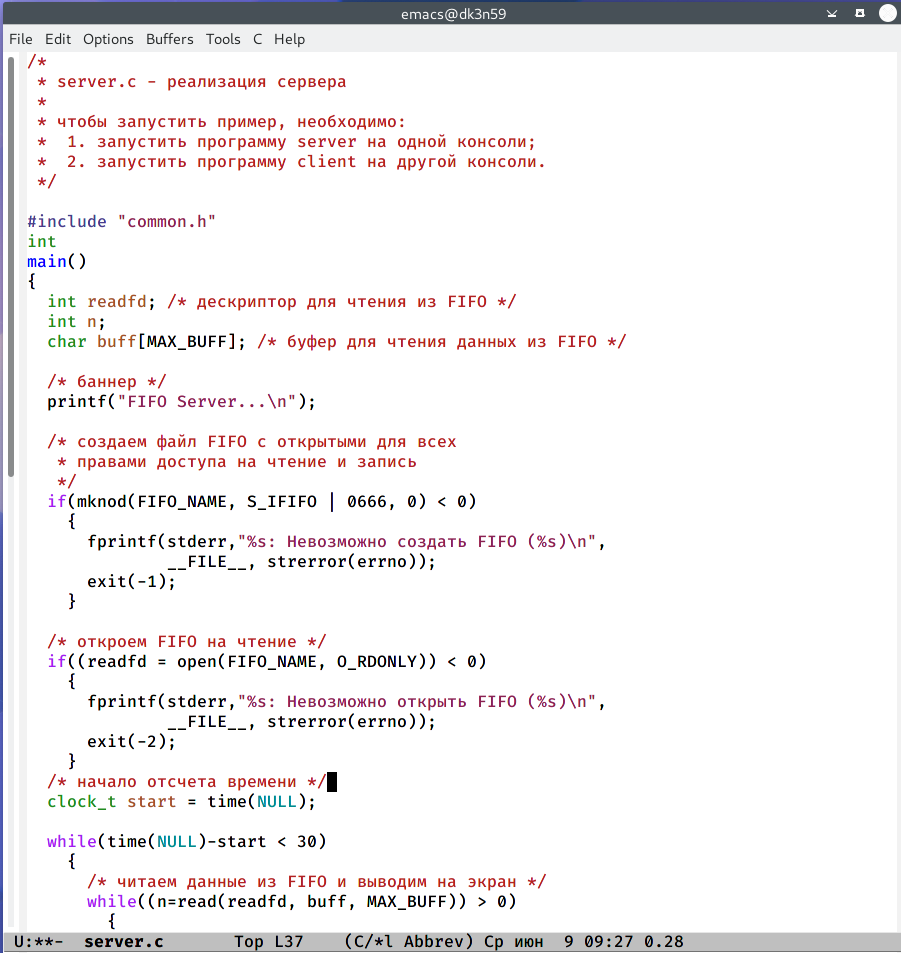 emacs@dk3n59
File Edit Options Buffers Tools C Help
/*
 * server.c - реализация сервера
 *
 * чтобы запустить пример, необходимо:
 *  1. запустить программу server на одной консоли;
 *  2. запустить программу client на другой консоли.
 */

#include "common.h"
int
main()
{
  int readfd; /* дескриптор для чтения из FIFO */
  int n;
  char buff[MAX_BUFF]; /* буфер для чтения данных из FIFO */

  /* баннер */
  printf("FIFO Server...\n");

  /* создаем файл FIFO с открытыми для всех
   * правами доступа на чтение и запись
   */
  if(mknod(FIFO_NAME, S_IFIFO | 0666, 0) < 0)
    {
      fprintf(stderr,"%s: Невозможно создать FIFO (%s)\n",
              __FILE__, strerror(errno));
      exit(-1);
    }

  /* откроем FIFO на чтение */
  if((readfd = open(FIFO_NAME, O_RDONLY)) < 0)
    {
      fprintf(stderr,"%s: Невозможно открыть FIFO (%s)\n",
              __FILE__, strerror(errno));
      exit(-2);
    }
  /* начало отсчета времени */
  clock_t start = time(NULL);

  while(time(NULL)-start < 30)
    {
      /* читаем данные из FIFO и выводим на экран */
      while((n=read(readfd, buff, MAX_BUFF)) > 0)
        {
U:**-  server.c       Top L37    (C/*l Abbrev) Ср июн  9 09:27 0.28